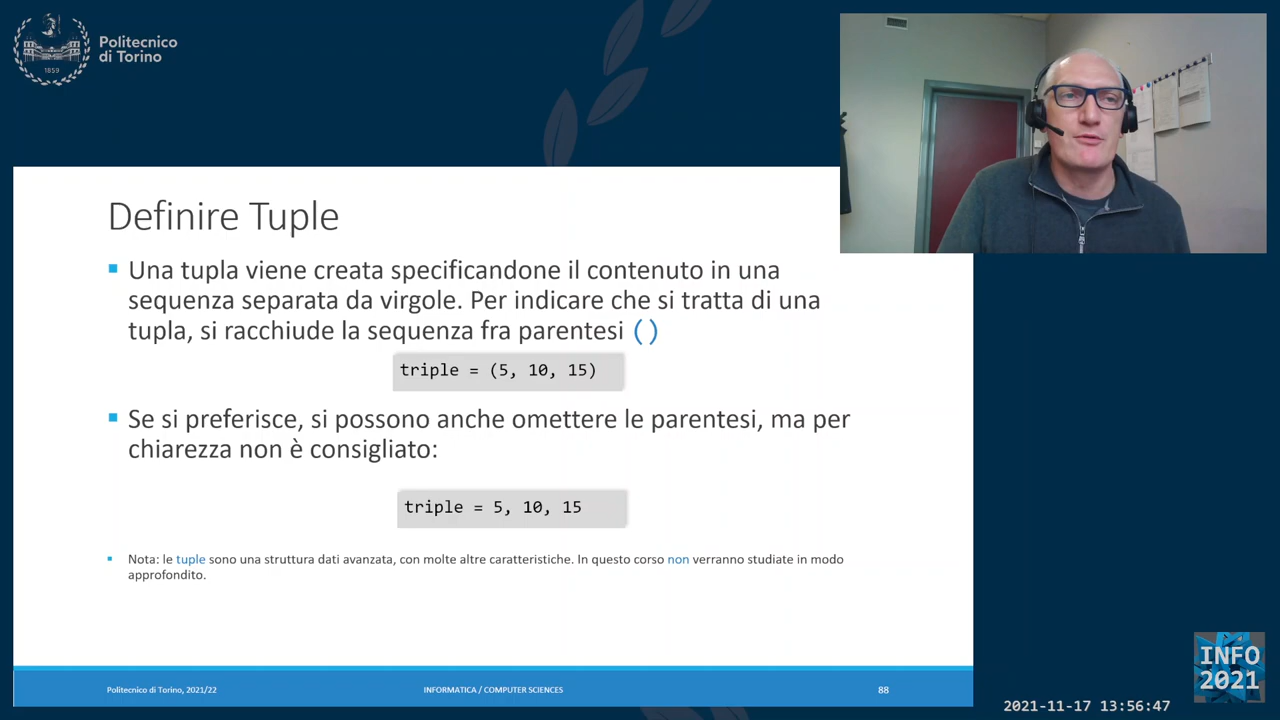 Politecnico
di Torino
1859
Definire Tuple
Una tupla viene creata specificandone il contenuto in una
sequenza separata da virgole. Per indicare che si tratta di una
tupla, si racchiude la sequenza fra parentesi ( )
triple = (5, 10, 15)
Se si preferisce, si possono anche omettere le parentesi, ma per
chiarezza non è consigliato:
triple = 5, 10, 15
Nota: le tuple sono una struttura dati avanzata, con molte altre caratteristiche. In questo corso non verranno studiate in modo
approfondito.
Politecnico di Torino, 2021/22
INFORMATICA / COMPUTER SCIENCES
88
INFO
2021
2021-11-17 13:56:47